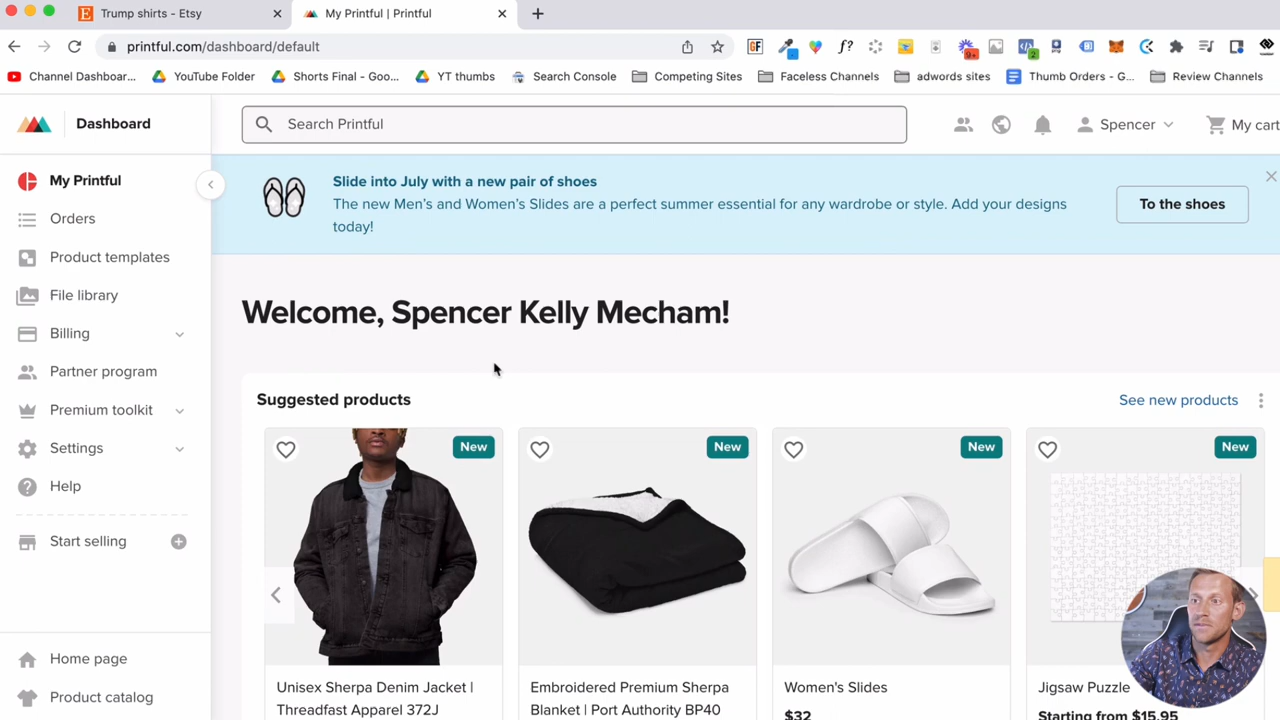 Trump shirts - Etsy
My Printful | Printful
printful.com/dashboard/default
GF
f?
9+
2
Channel Dashboar...
YouTube Folder
Shorts Final - Goo...
YT thumbs
Search Console
Competing Sites
Faceless Channels
adwords sites
Thumb Orders - G...
Review Channels
Dashboard
Search Printful
Spencer
My cart
My Printful
Orders
Product templates
File library
Billing
Partner program
Premium toolkit
Settings
Help
Start selling
Home page
Product catalog
Slide into July with a new pair of shoes
The new Men's and Women's Slides are a perfect summer essential for any wardrobe or style. Add your designs
today!
To the shoes
Welcome, Spencer Kelly Mecham!
Suggested products
See new products
New
New
New
New
Unisex Sherpa Denim Jacket |
Threadfast Apparel 372J
Embroidered Premium Sherpa
Blanket | Port Authority BP40
Women's Slides
$32
Jigsaw Puzzle
Starting from $15.95